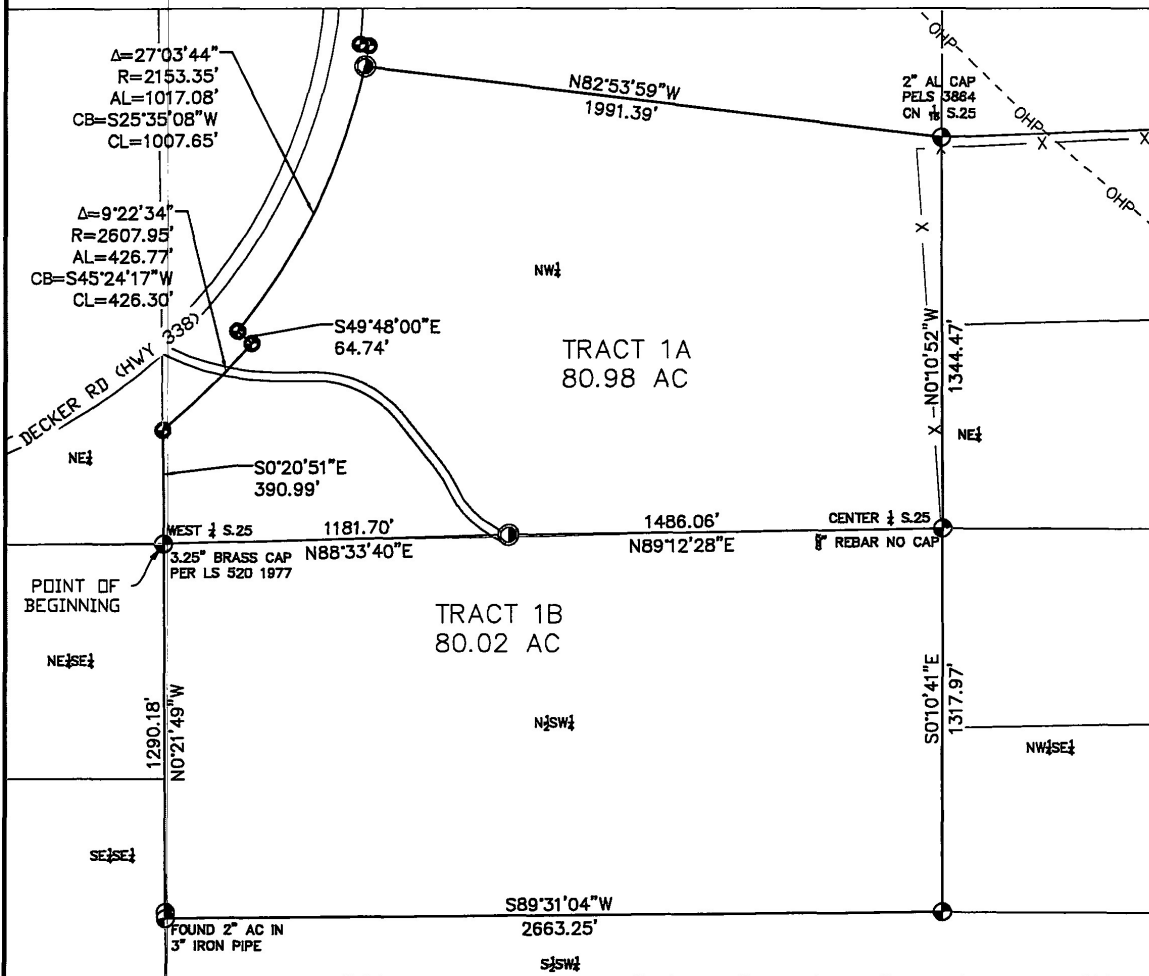 Δ=27°03'44"
R=2153.35'
AL=1017.08'
CB=S25°35'08"W
CL=1007.65'
N82°53'59"W
1991.39'
2" AL CAP
PELS 3864
CN 1/16 S.25
OHP
OHP
OHP
X
X
X
X
X
Δ=9°22'34"
R=2607.95'
AL=426.77'
CB=S45°24'17"W
CL=426.30'
NW¼
S49°48'00"E
64.74'
TRACT 1A
80.98 AC
N0°10'52"W
1344.47'
DECKER RD (HWY 338)
NE¼
NE¼
S0°20'51"E
390.99'
WEST ¼ S.25
1181.70'
N88°33'40"E
1486.06'
N89°12'28"E
CENTER ¼ S.25
REBAR NO CAP
3.25" BRASS CAP
PER LS 520 1977
POINT OF
BEGINNING
TRACT 1B
80.02 AC
NE¼SE¼
1290.18'
N0°21'49"W
N½SW¼
S0°10'41"E
1317.97'
NW¼SE¼
SE¼SE¼
S89°31'04"W
2663.25'
FOUND 2" AC IN
3" IRON PIPE
S½SW¼